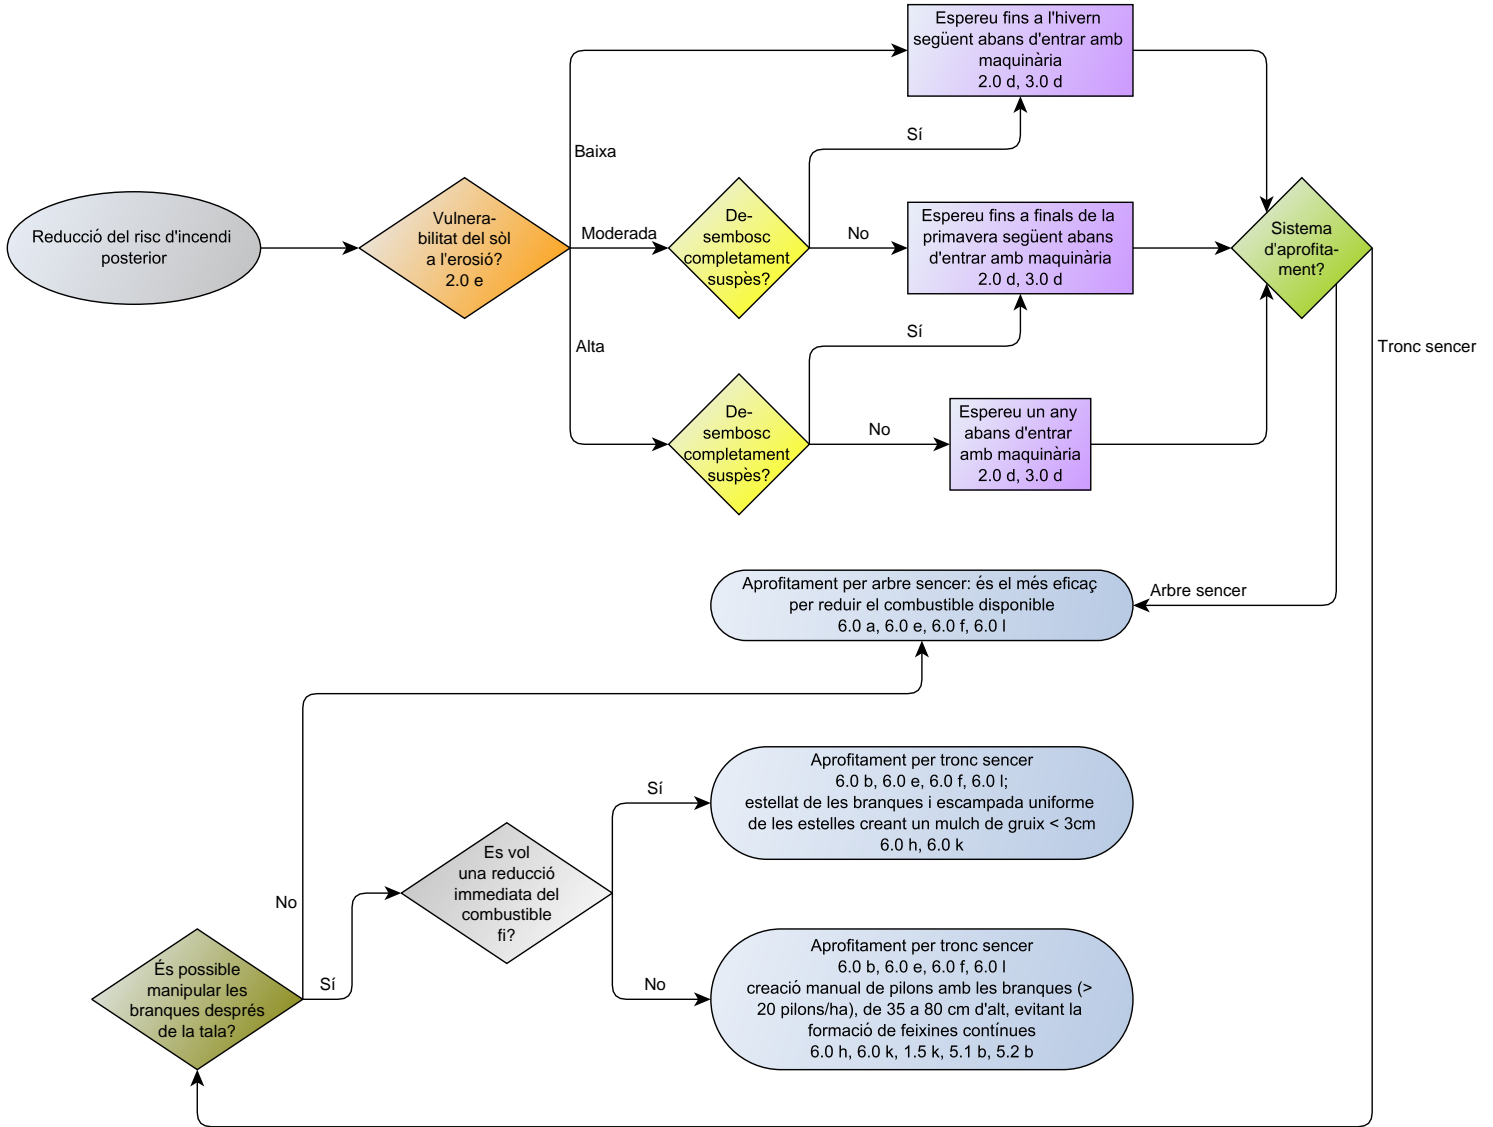 Espereu fins a l'hivern
següent abans d'entrar amb
maquinària
2.0 d, 3.0 d
Sí
Baixa
Reducció del risc d'incendi
posterior
Vulnera-
bilitat del sòl
a l'erosió?
2.0 e
Moderada
De-
sembosc
completament
suspès?
No
Espereu fins a finals de la
primavera següent abans
d'entrar amb maquinària
2.0 d, 3.0 d
Sistema
d'aprofita-
ment?
Sí
Alta
Tronc sencer
De-
sembosc
completament
suspès?
No
Espereu un any
abans d'entrar
amb maquinària
2.0 d, 3.0 d
Aprofitament per arbre sencer: és el més eficaç
per reduir el combustible disponible
6.0 a, 6.0 e, 6.0 f, 6.0 l
Arbre sencer
Aprofitament per tronc sencer
6.0 b, 6.0 e, 6.0 f, 6.0 l;
estellat de les branques i escampada uniforme
de les estelles creant un mulch de gruix < 3cm
6.0 h, 6.0 k
Sí
Es vol
una reducció
immediata del
combustible
fi?
No
És possible
manipular les
branques després
de la tala?
Sí
No
Aprofitament per tronc sencer
6.0 b, 6.0 e, 6.0 f, 6.0 l
creació manual de pilons amb les branques (>
20 pilons/ha), de 35 a 80 cm d'alt, evitant la
formació de feixines contínues
6.0 h, 6.0 k, 1.5 k, 5.1 b, 5.2 b